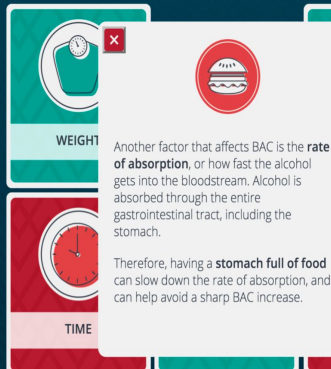 WEIGHT
Another factor that affects BAC is the rate
of absorption, or how fast the alcohol
gets into the bloodstream. Alcohol is
absorbed through the entire
gastrointestinal tract, including the
stomach.
Therefore, having a stomach full of food
can slow down the rate of absorption, and
can help avoid a sharp BAC increase.
TIME